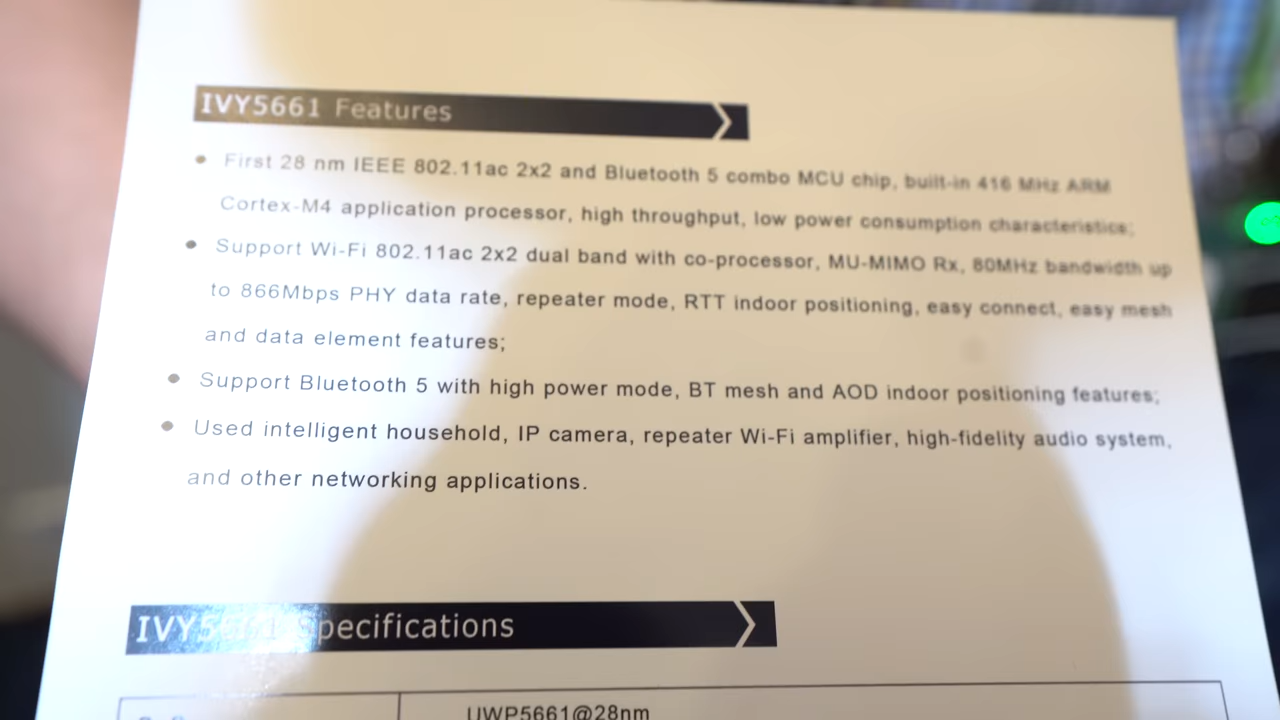 IVY5661 Features
First 28 nm IEEE 802.11ac 2x2 and Bluetooth 5 combo MCU chip, built-in 416 MHz ARM
Cortex-M4 application processor, high throughput, low power consumption characteristics;
Support Wi-Fi 802.11ac 2x2 dual band with co-processor, MU-MIMO Rx, 80MHz bandwidth up
to 866Mbps PHY data rate, repeater mode, RTT indoor positioning, easy connect, easy mesh
and data element features;
Support Bluetooth 5 with high power mode, BT mesh and AOD indoor positioning features;
Used intelligent household, IP camera, repeater Wi-Fi amplifier, high-fidelity audio system,
and other networking applications.
IVY5661 Specifications
UWP5661@28nm